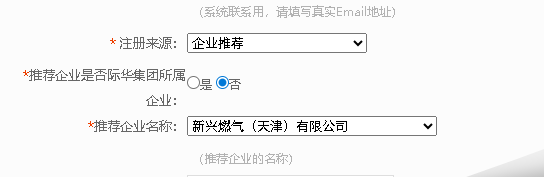 (系统联系用，请填写真实Email地址)
*注册来源： 企业推荐
*推荐企业是否际华集团所属企业： 是 否
*推荐企业名称： 新兴燃气（天津）有限公司
(推荐企业的名称)